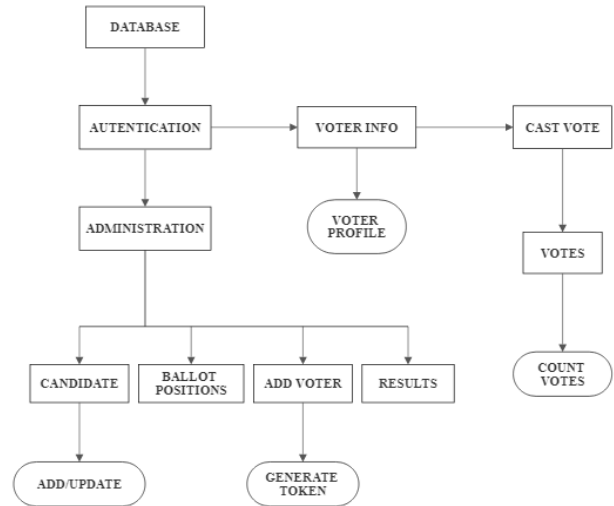 DATABASE
AUTENTICATION
VOTER INFO
CAST VOTE
VOTER
PROFILE
ADMINISTRATION
VOTES
CANDIDATE
BALLOT
POSITIONS
ADD VOTER
RESULTS
COUNT
VOTES
ADD/UPDATE
GENERATE
TOKEN